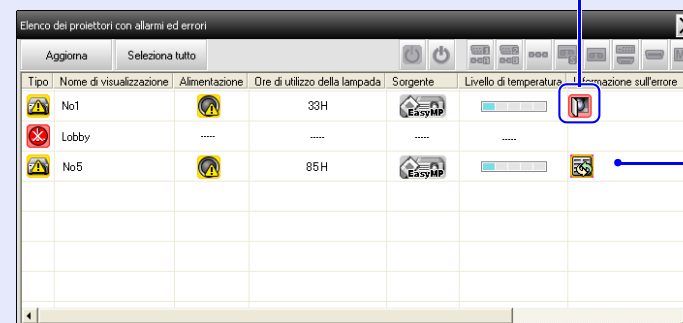 Elenco dei proiettori con allarmi ed errori
Aggiorna Seleziona tutto
Tipo Nome di visualizzazione Alimentazione Ore di utilizzo della lampada Sorgente Livello di temperatura Informazione sull'errore
No1 33H EasyMP
Lobby ----- ----- ----- -----
No5 85H EasyMP